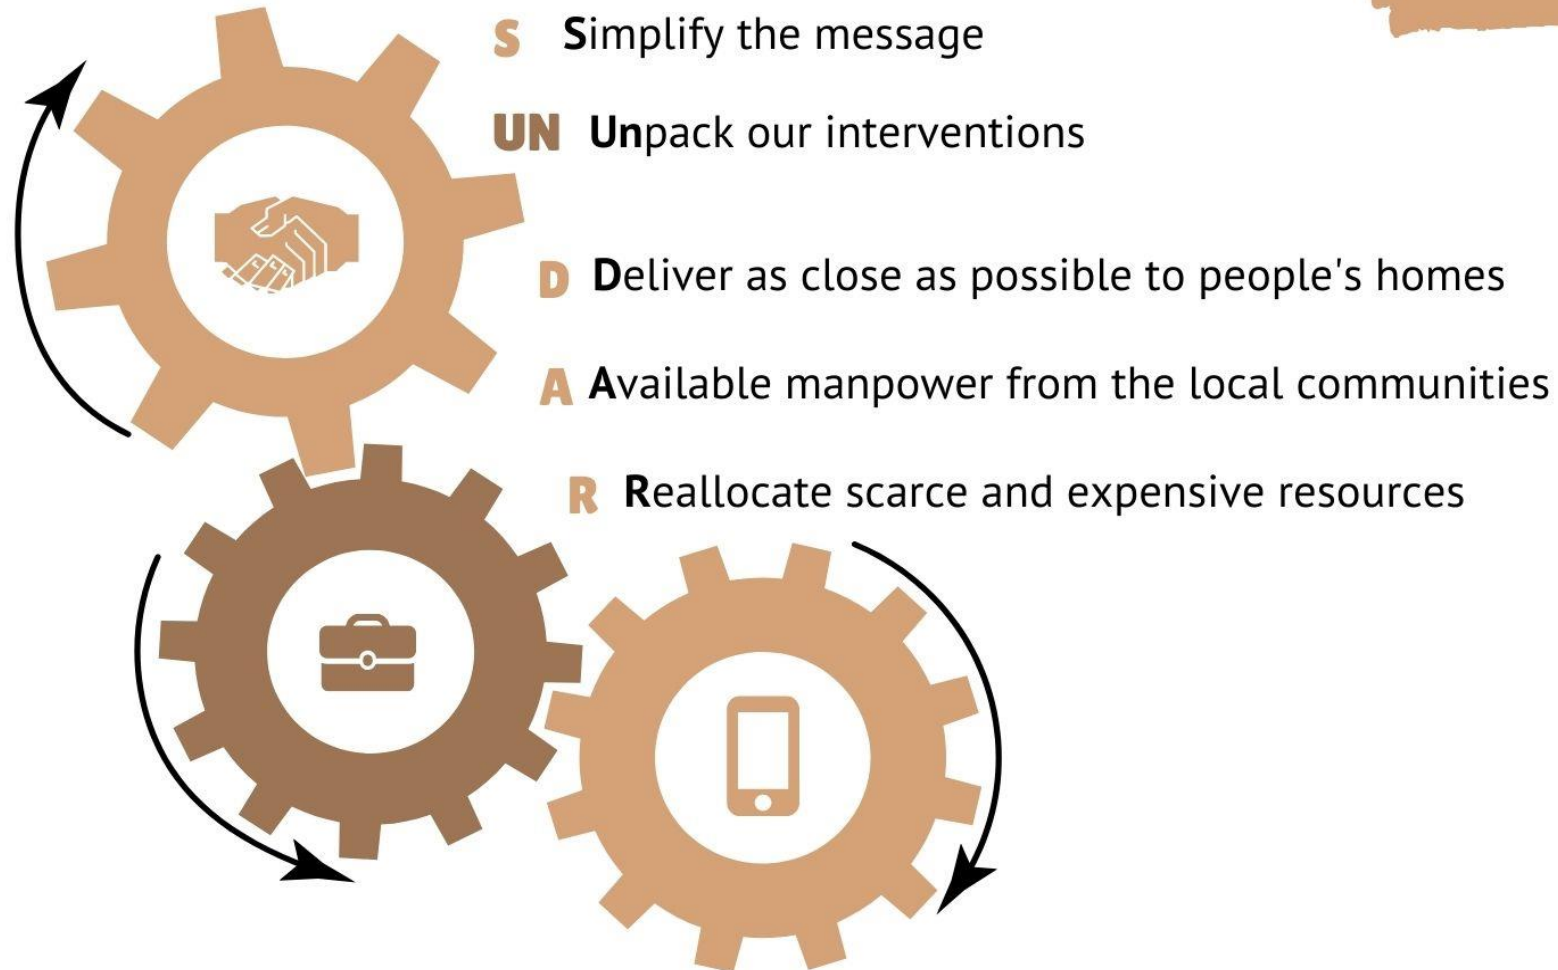 S Simplify the message
UN Unpack our interventions
D Deliver as close as possible to people's homes
A Available manpower from the local communities
R Reallocate scarce and expensive resources